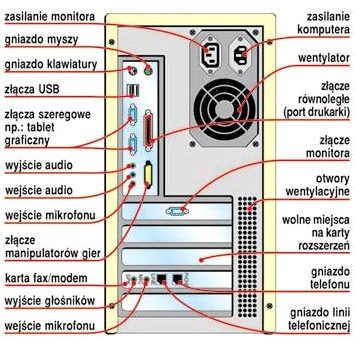 zasilanie monitora
gniazdo myszy
gniazdo klawiatury
złącza USB
złącza szeregowe
np.: tablet
graficzny
wyjście audio
wejście audio
wejście mikrofonu
złącze
manipulatorów gier
karta fax/modem
wyjście głośników
wejście mikrofonu
zasilanie
komputera
wentylator
złącze
równoległe
(port drukarki)
złącze
monitora
otwory
wentylacyjne
wolne miejsca
na karty
rozszerzeń
gniazdo
telefonu
gniazdo linii
telefonicznej